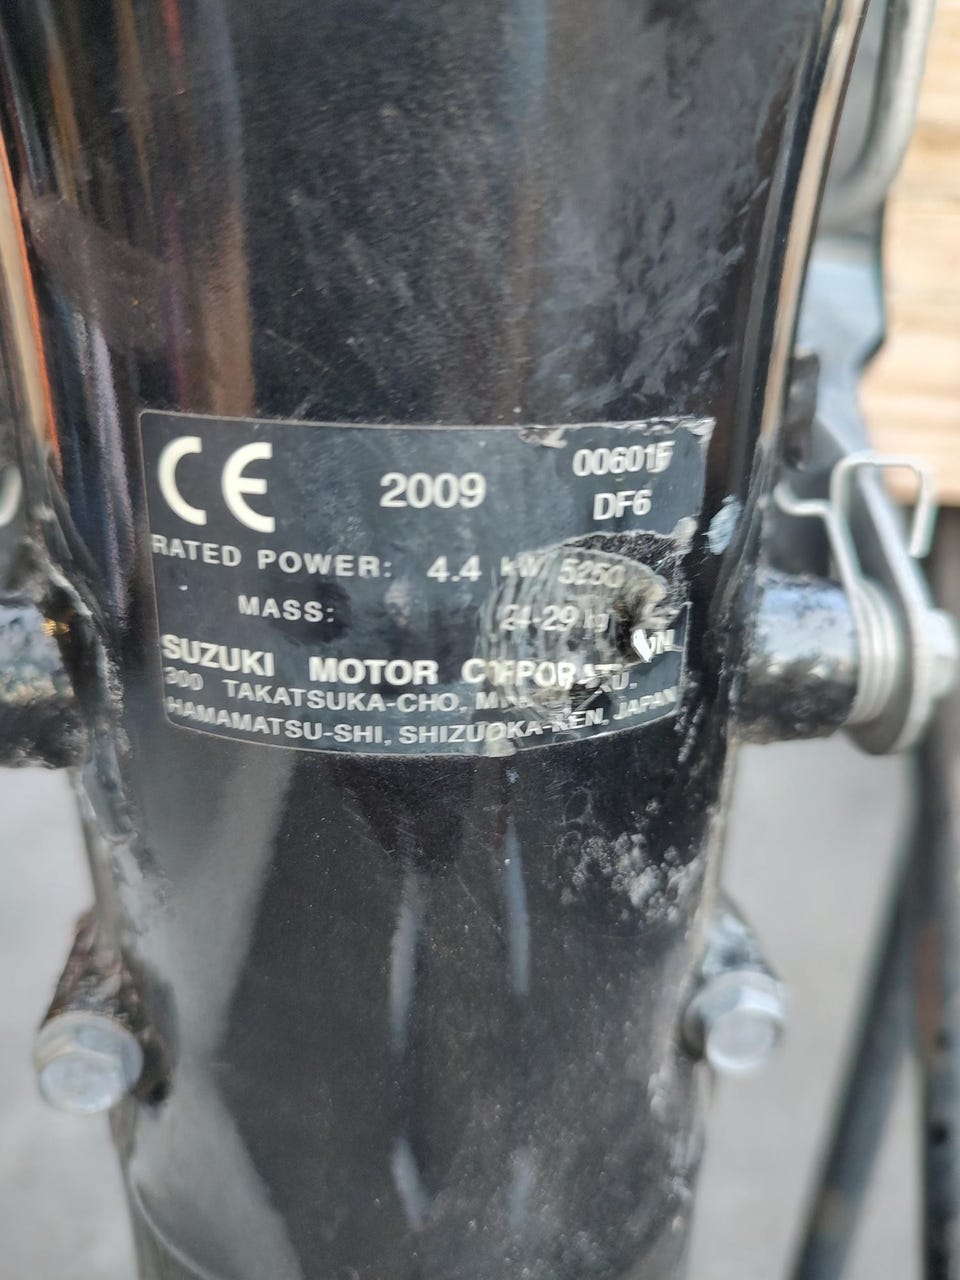 CE 2009 00601F
DF6
RATED POWER: 4.4 kW 5250
MASS: 24-29 kg
SUZUKI MOTOR
300 TAKATSUKA-CHO,
HAMAMATSU-SHI, SHIZUOKA-KEN, JAPAN